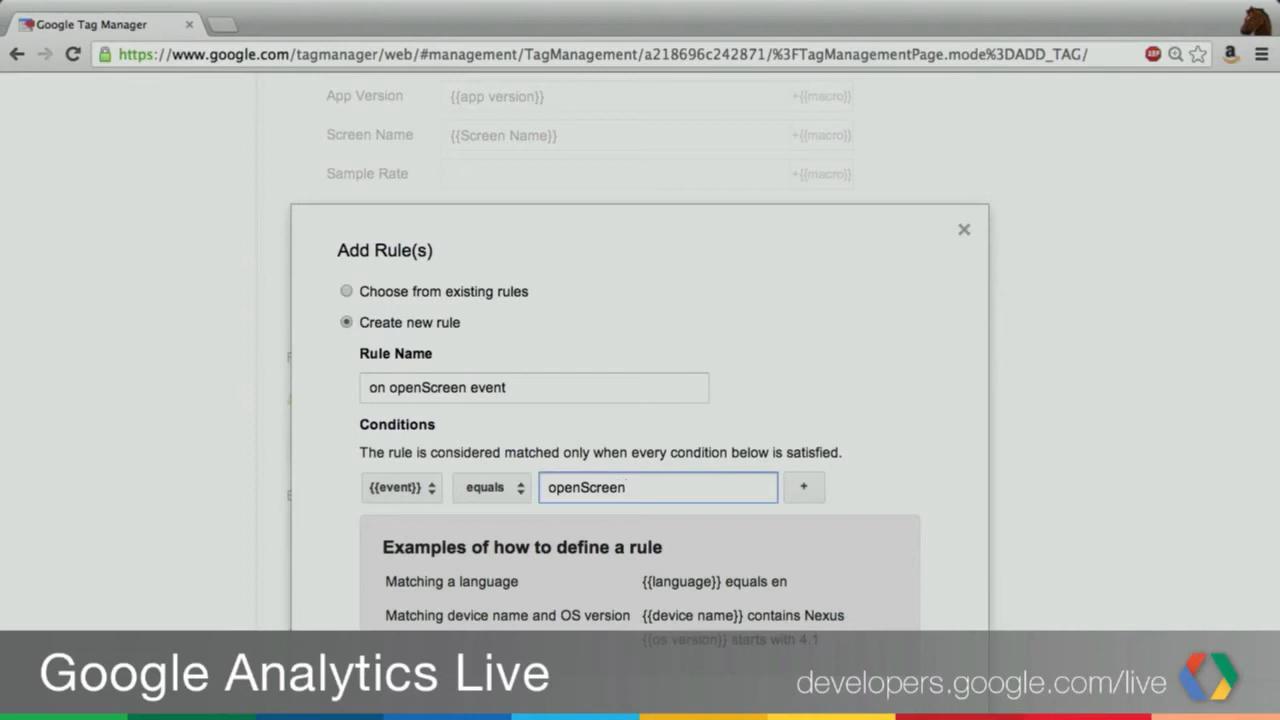 Google Tag Manager
https://www.google.com/tagmanager/web/#management/TagManagement/a218696c242871/%3FTagManagementPage.mode%3DADD_TAG/
App Version {{app version}} +{{macro}}
Screen Name {{Screen Name}} +{{macro}}
Sample Rate +{{macro}}
Add Rule(s)
Choose from existing rules
Create new rule
Rule Name
on openScreen event
Conditions
The rule is considered matched only when every condition below is satisfied.
{{event}} equals openScreen +
Examples of how to define a rule
Matching a language {{language}} equals en
Matching device name and OS version {{device name}} contains Nexus
{{os version}} starts with 4.1
Google Analytics Live
developers.google.com/live